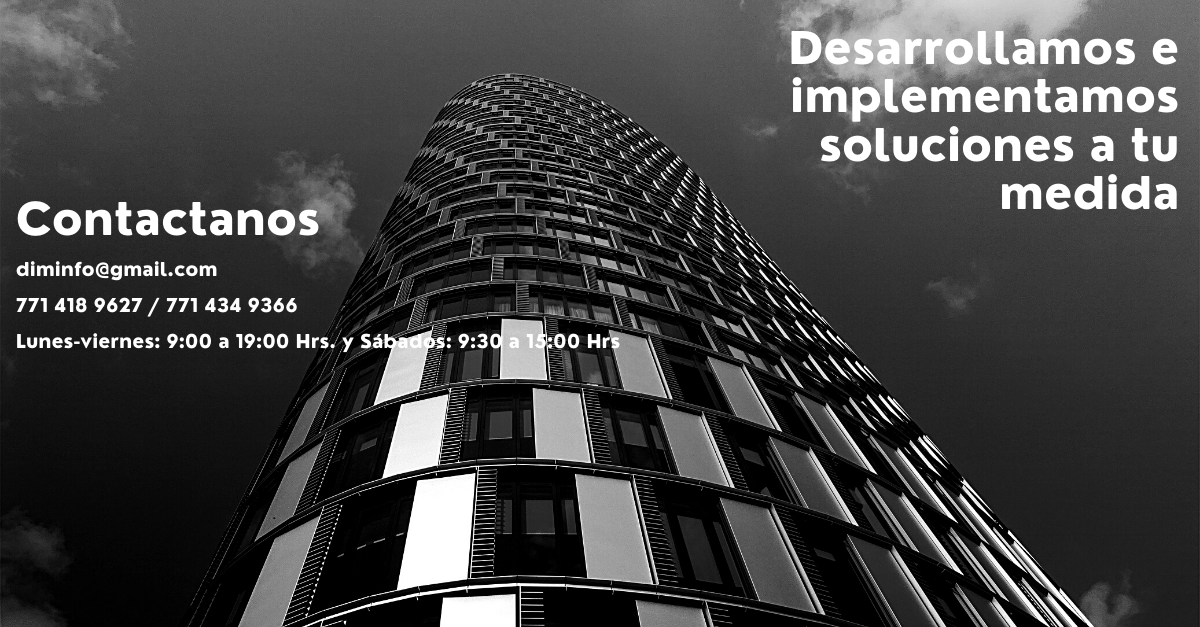 Desarrollamos e
implementamos
soluciones a tu
medida
Contactanos
diminfo@gmail.com
771 418 9627 / 771 434 9366
Lunes-viernes: 9:00 a 19:00 Hrs. y Sábados: 9:30 a 15:00 Hrs